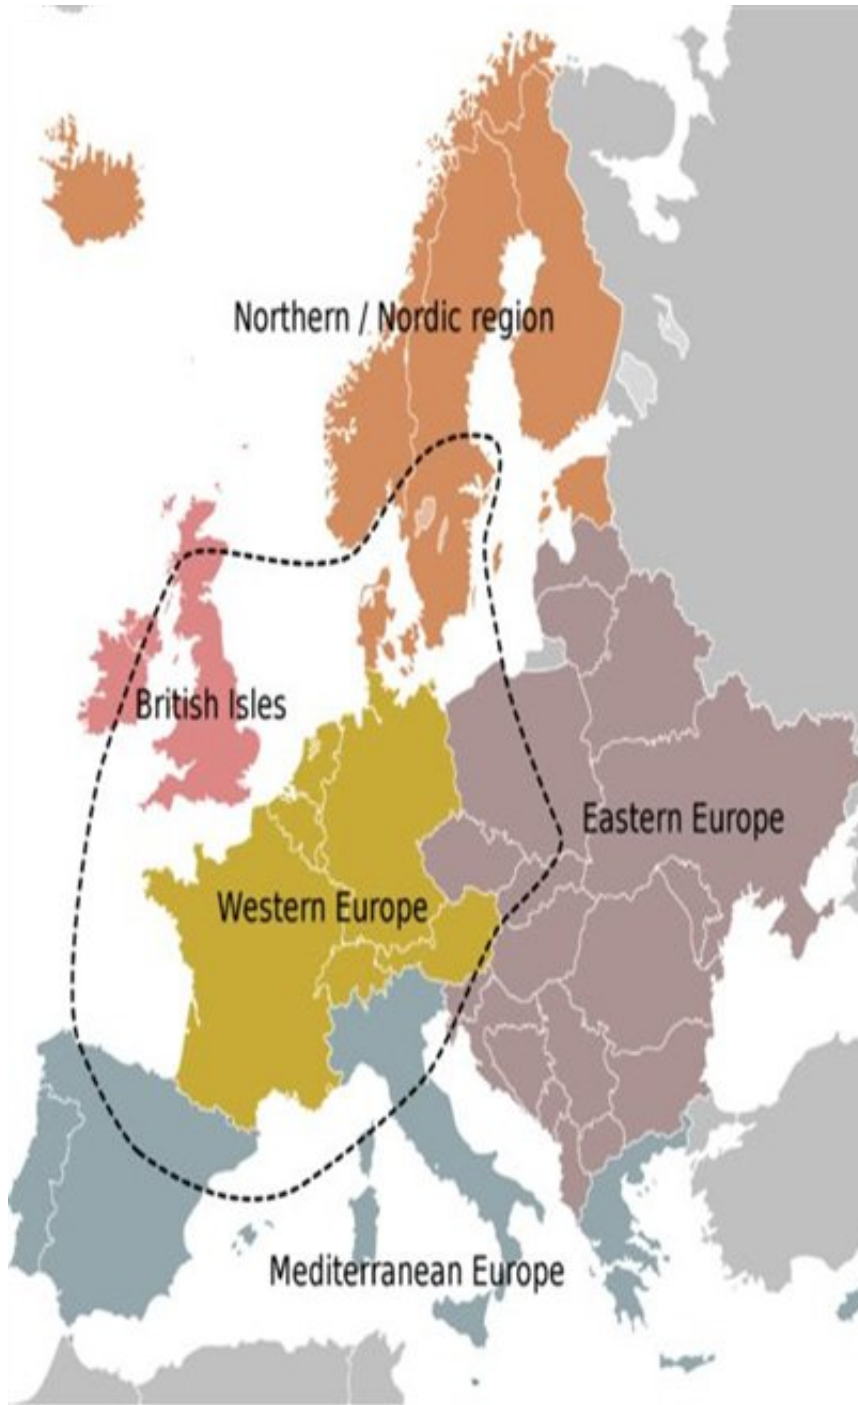 Northern / Nordic region
British Isles
Eastern Europe
Western Europe
Mediterranean Europe